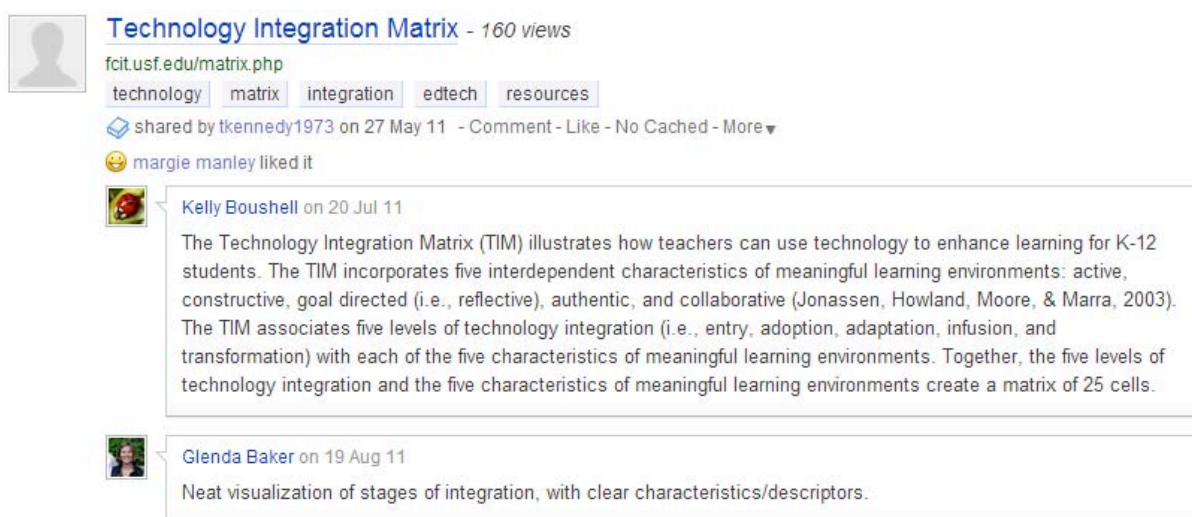 Technology Integration Matrix - 160 views
fcit.usf.edu/matrix.php
technology matrix integration edtech resources
shared by tkennedy1973 on 27 May 11 - Comment - Like - No Cached - More▼
margie manley liked it
Kelly Boushell on 20 Jul 11
The Technology Integration Matrix (TIM) illustrates how teachers can use technology to enhance learning for K-12
students. The TIM incorporates five interdependent characteristics of meaningful learning environments: active,
constructive, goal directed (i.e., reflective), authentic, and collaborative (Jonassen, Howland, Moore, & Marra, 2003).
The TIM associates five levels of technology integration (i.e., entry, adoption, adaptation, infusion, and
transformation) with each of the five characteristics of meaningful learning environments. Together, the five levels of
technology integration and the five characteristics of meaningful learning environments create a matrix of 25 cells.
Glenda Baker on 19 Aug 11
Neat visualization of stages of integration, with clear characteristics/descriptors.